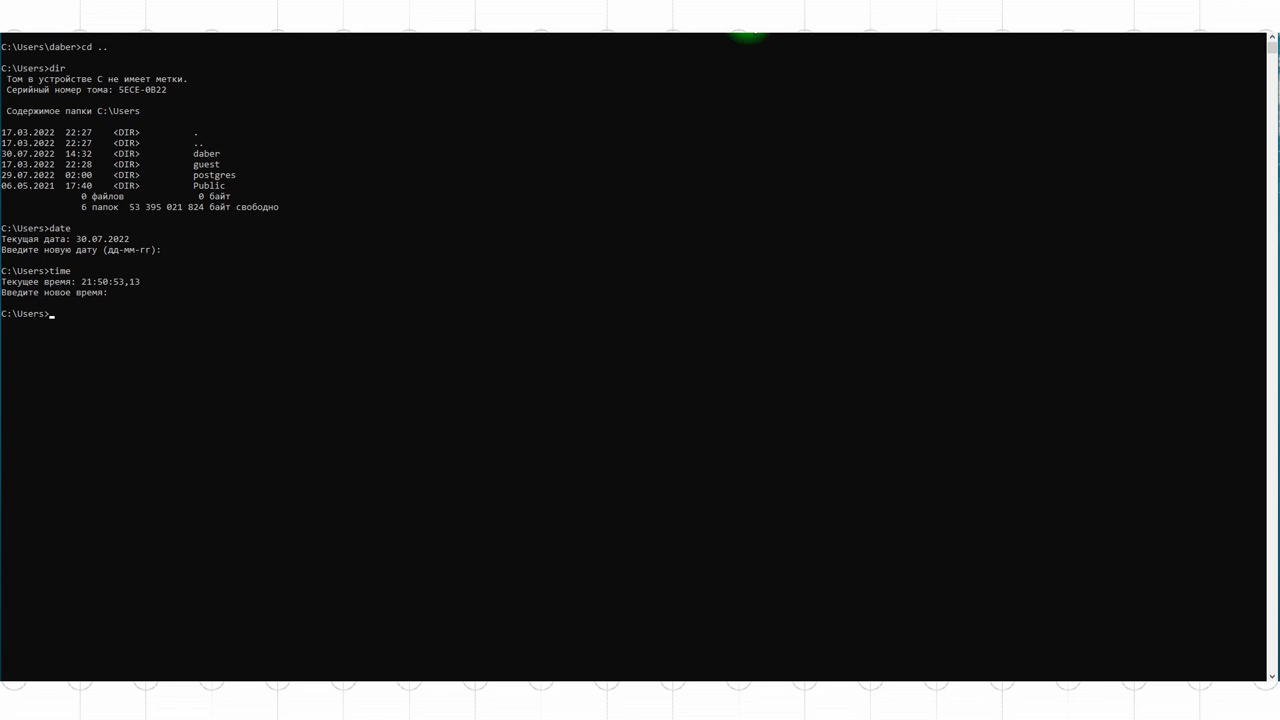 C:\Users\daber>cd ..
C:\Users>dir
Том в устройстве C не имеет метки.
Серийный номер тома: 5ECE-0B22
Содержимое папки C:\Users
17.03.2022  22:27    <DIR>          .
17.03.2022  22:27    <DIR>          ..
30.07.2022  14:32    <DIR>          daber
17.03.2022  22:28    <DIR>          guest
29.07.2022  02:00    <DIR>          postgres
06.05.2021  17:40    <DIR>          Public
0 файлов              0 байт
6 папок  53 395 021 824 байт свободно
C:\Users>date
Текущая дата: 30.07.2022
Введите новую дату (дд-мм-гг):
C:\Users>time
Текущее время: 21:50:53,13
Введите новое время:
C:\Users>